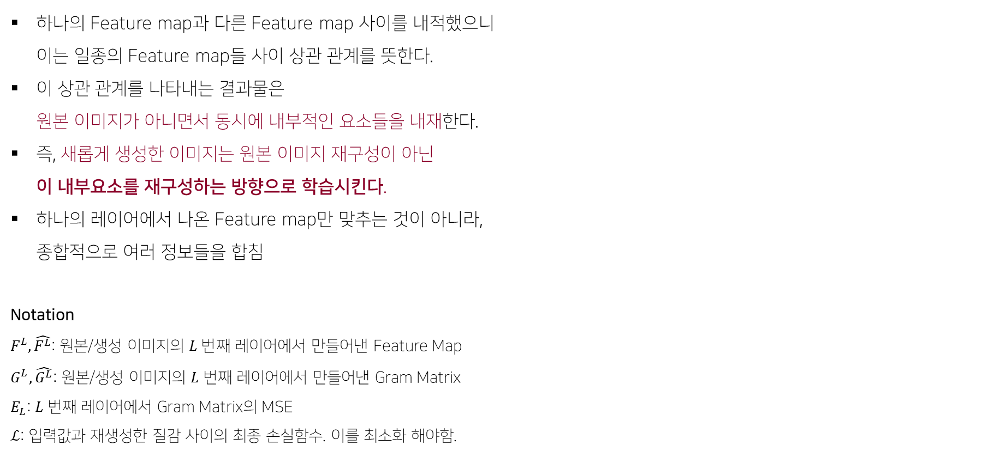 ▪ 하나의 Feature map과 다른 Feature map 사이를 내적했으니
이는 일종의 Feature map들 사이 상관 관계를 뜻한다.
▪ 이 상관 관계를 나타내는 결과물은
원본 이미지가 아니면서 동시에 내부적인 요소들을 내재한다.
▪ 즉, 새롭게 생성한 이미지는 원본 이미지 재구성이 아닌
이 내부요소를 재구성하는 방향으로 학습시킨다.
▪ 하나의 레이어에서 나온 Feature map만 맞추는 것이 아니라,
종합적으로 여러 정보들을 합침
Notation
$F^L, \widehat{F^L}$: 원본/생성 이미지의 $L$ 번째 레이어에서 만들어낸 Feature Map
$G^L, \widehat{G^L}$: 원본/생성 이미지의 $L$ 번째 레이어에서 만들어낸 Gram Matrix
$E_L$: $L$ 번째 레이어에서 Gram Matrix의 MSE
$\mathcal{L}$: 입력값과 재생성한 질감 사이의 최종 손실함수. 이를 최소화 해야함.